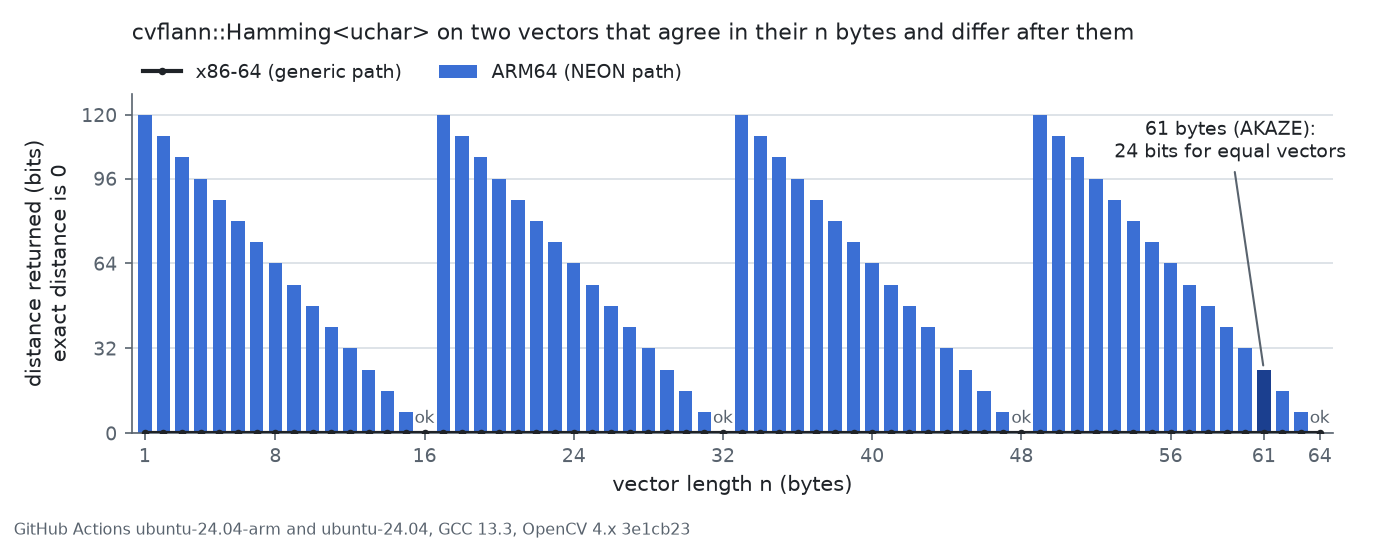 cvflann::Hamming<uchar> on two vectors that agree in their n bytes and differ after them
x86-64 (generic path)
ARM64 (NEON path)
distance returned (bits)
exact distance is 0
120
96
64
32
0
61 bytes (AKAZE):
24 bits for equal vectors
ok
ok
ok
ok
1
8
16
24
32
40
48
56
61
64
vector length n (bytes)
GitHub Actions ubuntu-24.04-arm and ubuntu-24.04, GCC 13.3, OpenCV 4.x 3e1cb23